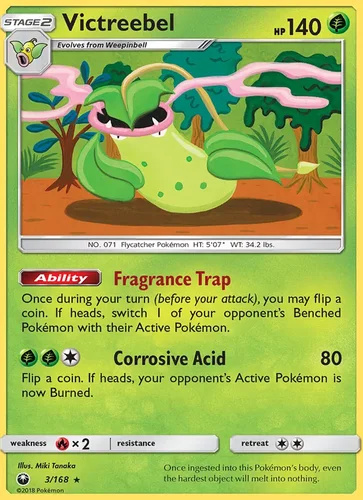 STAGE 2 Victreebel HP 140
Evolves from Weepinbell
NO. 071 Flycatcher Pokémon HT: 5'07" WT: 34.2 lbs.
Ability Fragrance Trap
Once during your turn (before your attack), you may flip
a coin. If heads, switch 1 of your opponent's Benched
Pokémon with their Active Pokémon.
Corrosive Acid 80
Flip a coin. If heads, your opponent's Active Pokémon is
now Burned.
weakness ×2 resistance retreat
Illus. Miki Tanaka
3/168 ★
©2018 Pokémon
Once ingested into this Pokémon's body, even
the hardest object will melt into nothing.